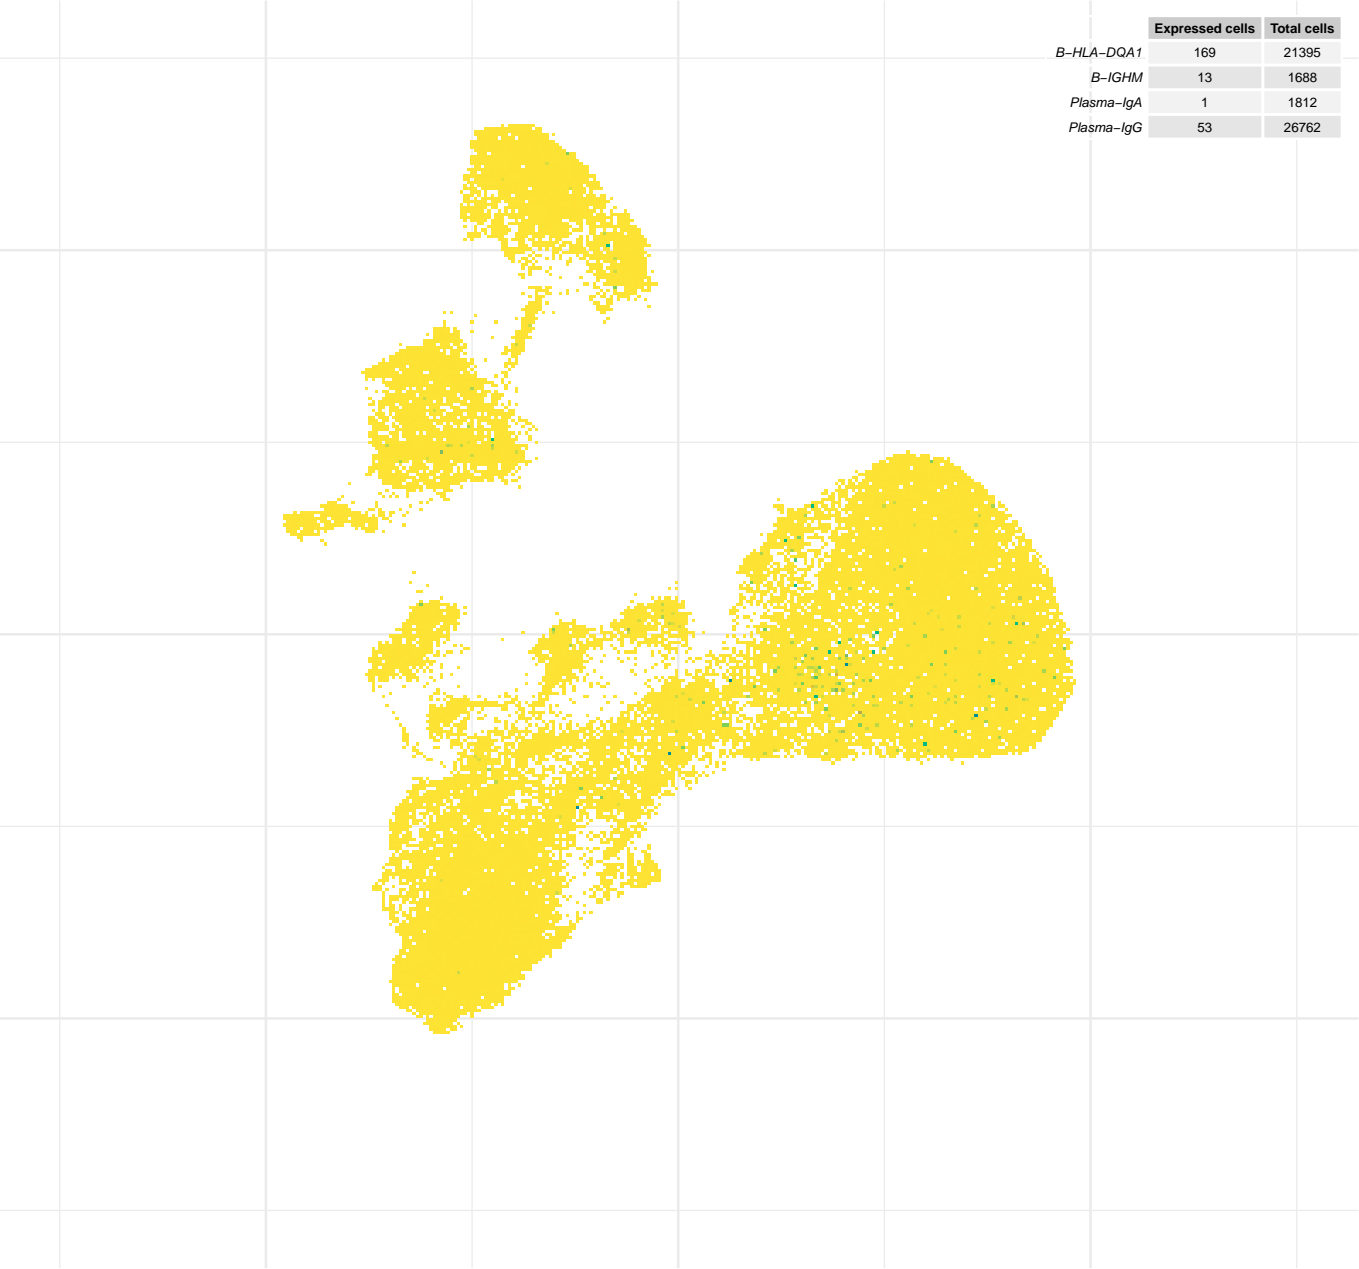 Expressed cells Total cells
B−HLA−DQA1 169 21395
B−IGHM 13 1688
Plasma−IgA 1 1812
Plasma−IgG 53 26762